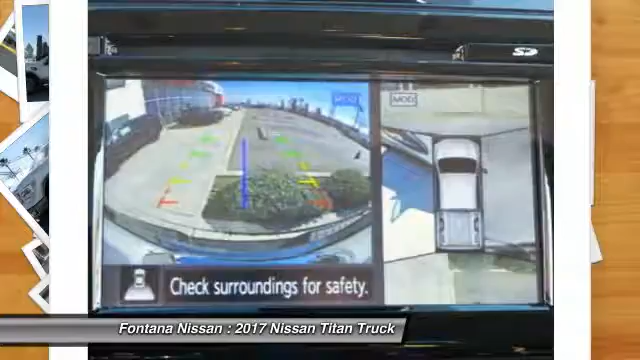 SD
MOD
MOD
Check surroundings for safety.
Fontana Nissan : 2017 Nissan Titan Truck